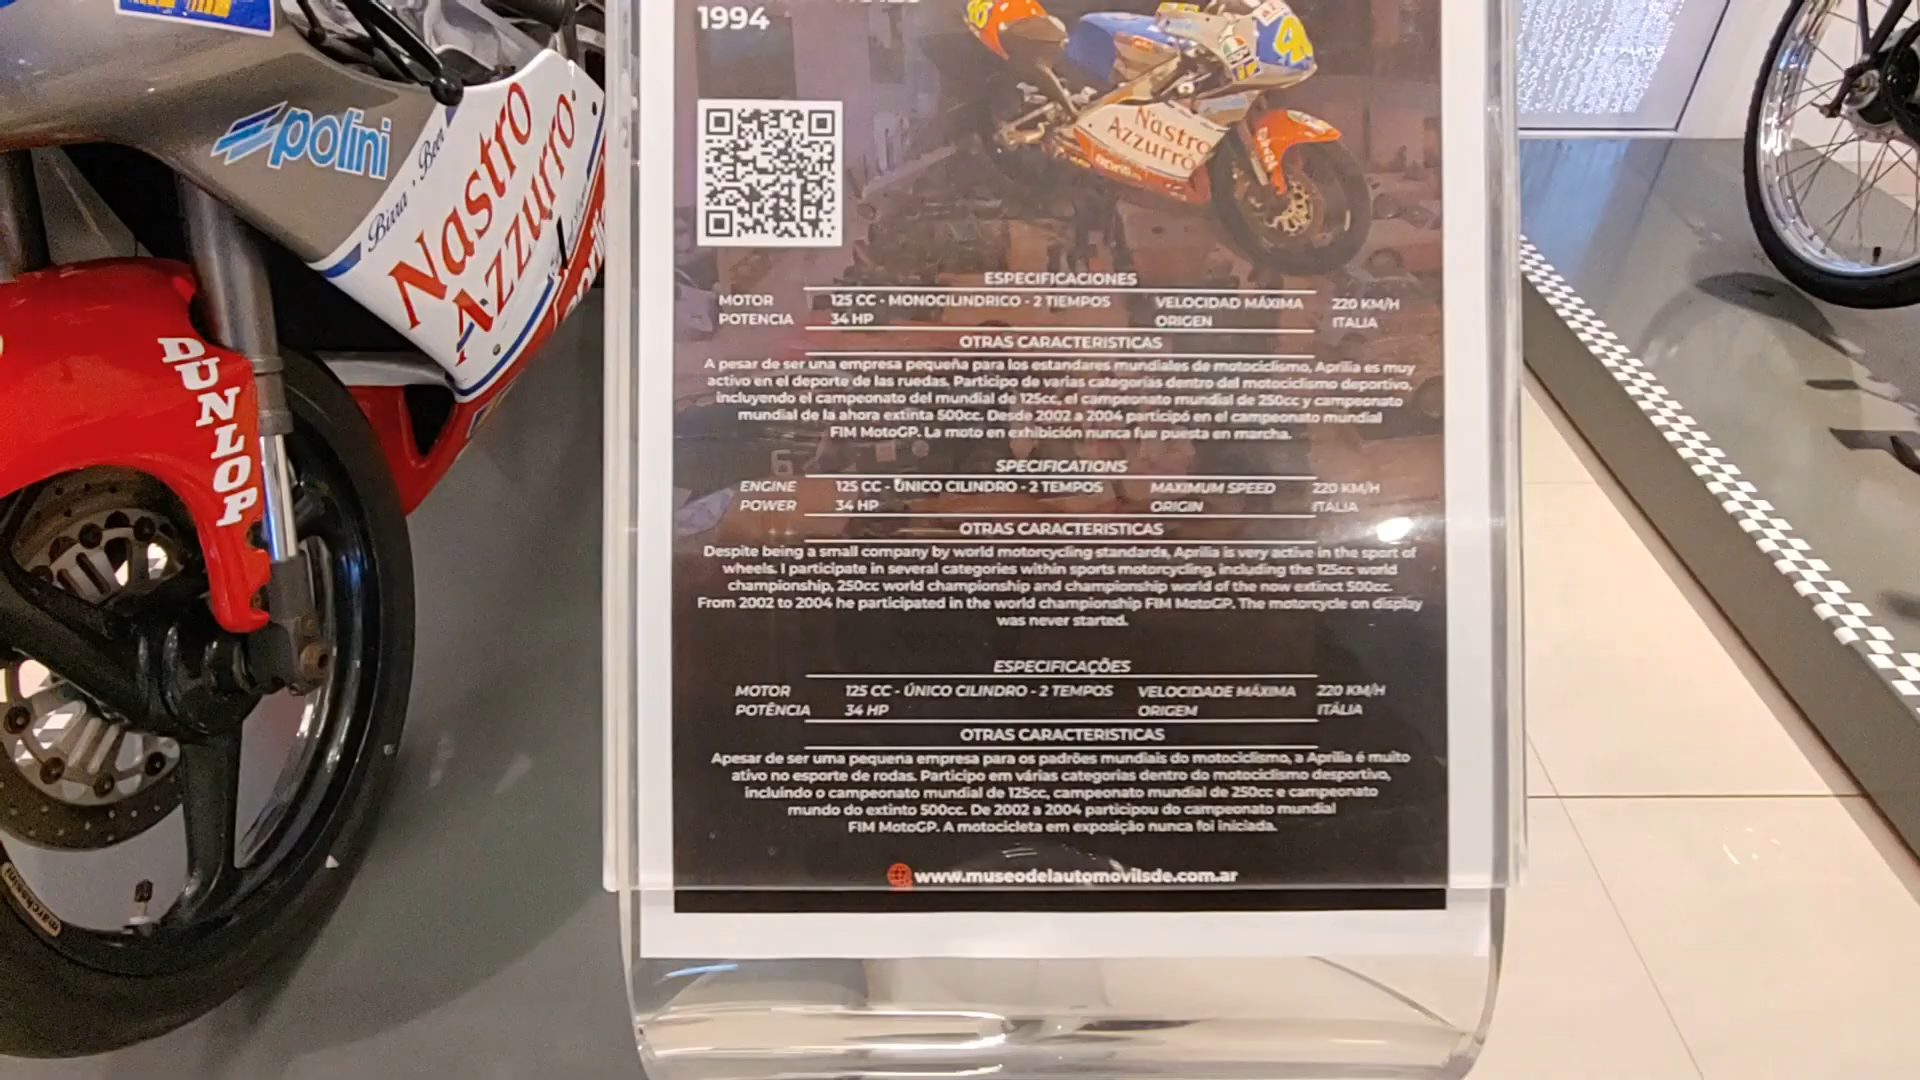 1994
polini
Birra · Beer
Nastro
Azzurro
DUNLOP
marchesini
Nastro
Azzurro
ESPECIFICACIONES
MOTOR 125 CC - MONOCILINDRICO - 2 TIEMPOS VELOCIDAD MÁXIMA 220 KM/H
POTENCIA 34 HP ORIGEN ITALIA
OTRAS CARACTERISTICAS
A pesar de ser una empresa pequeña para los estandares mundiales de motociclismo, Aprilia es muy
activo en el deporte de las ruedas. Participo de varias categorías dentro del motociclismo deportivo,
incluyendo el campeonato del mundial de 125cc, el campeonato mundial de 250cc y campeonato
mundial de la ahora extinta 500cc. Desde 2002 a 2004 participó en el campeonato mundial
FIM MotoGP. La moto en exhibición nunca fue puesta en marcha.
SPECIFICATIONS
ENGINE 125 CC - ÚNICO CILINDRO - 2 TEMPOS MAXIMUM SPEED 220 KM/H
POWER 34 HP ORIGIN ITALIA
OTRAS CARACTERISTICAS
Despite being a small company by world motorcycling standards, Aprilia is very active in the sport of
wheels. I participate in several categories within sports motorcycling, including the 125cc world
championship, 250cc world championship and championship world of the now extinct 500cc.
From 2002 to 2004 he participated in the world championship FIM MotoGP. The motorcycle on display
was never started.
ESPECIFICAÇÕES
MOTOR 125 CC - ÚNICO CILINDRO - 2 TEMPOS VELOCIDADE MÁXIMA 220 KM/H
POTÊNCIA 34 HP ORIGEM ITÁLIA
OTRAS CARACTERISTICAS
Apesar de ser uma pequena empresa para os padrões mundiais do motociclismo, a Aprilia é muito
ativo no esporte de rodas. Participo em várias categorias dentro do motociclismo desportivo,
incluindo o campeonato mundial de 125cc, campeonato mundial de 250cc e campeonato
mundo do extinto 500cc. De 2002 a 2004 participou do campeonato mundial
FIM MotoGP. A motocicleta em exposição nunca foi iniciada.
www.museodelautomovilsde.com.ar